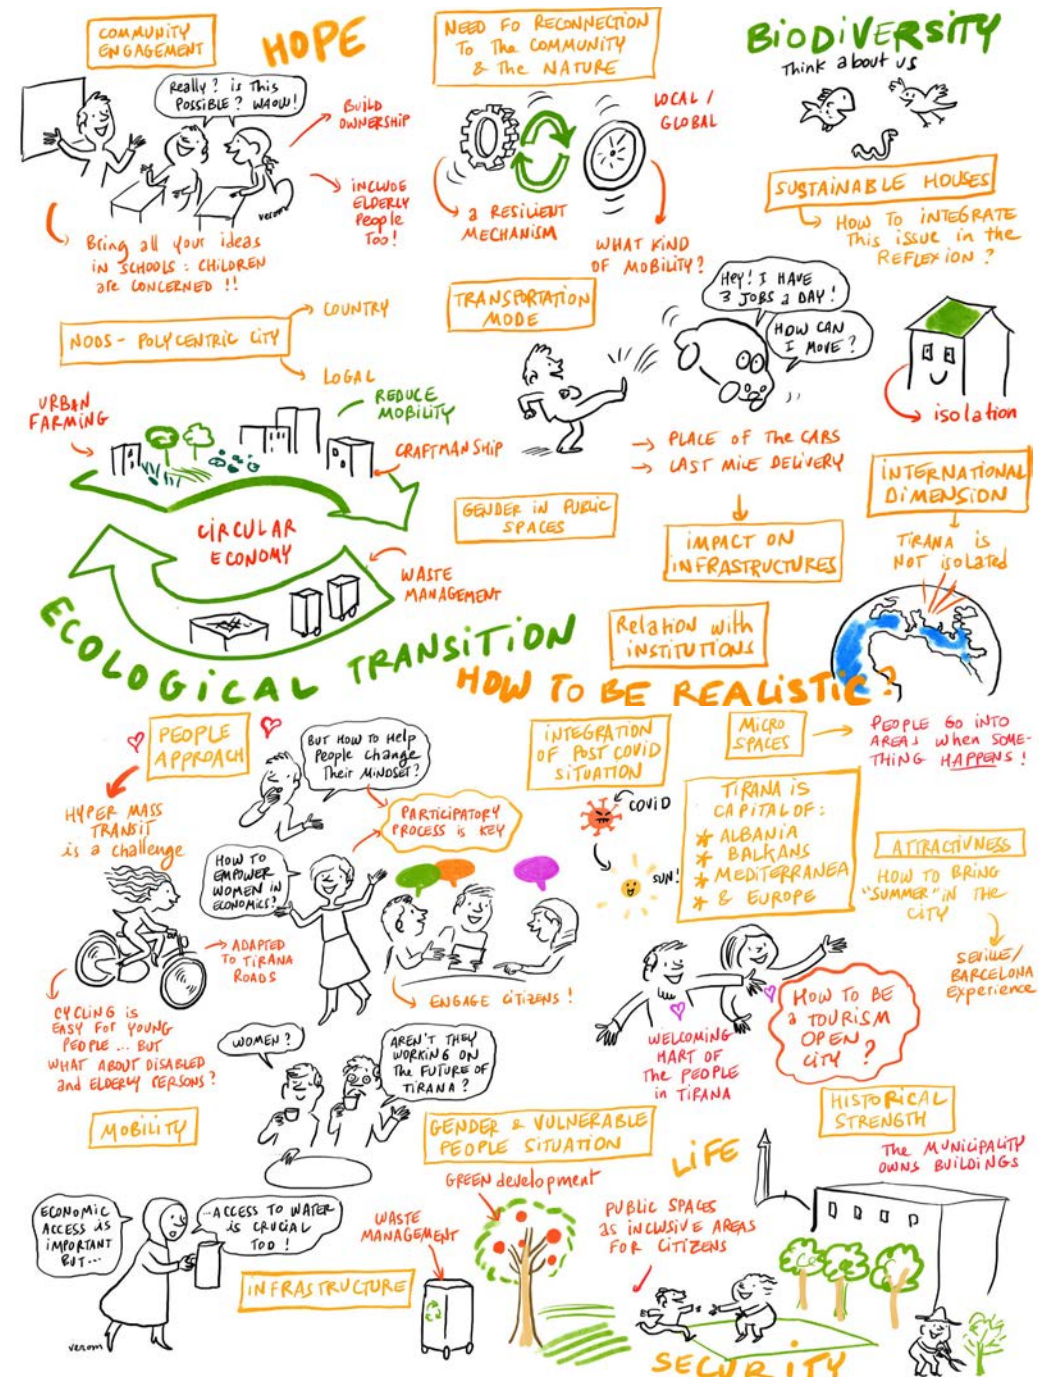 COMMUNITY
ENGAGEMENT
HOPE
Really? is This
POSSIBLE? WAOW!
BUILD
OWNERSHIP
INCLUDE
ELDERLY
People
Too!
verom
Bring all your ideas
IN SCHOOLS: CHILDREN
are CONCERNED !!
NEED FO RECONNECTION
To The COMMUNITY
& The NATURE
LOCAL /
GLOBAL
a RESILIENT
MECHANISM
WHAT KIND
OF MOBILITY?
BiODiVERSiTY
Think about us
SUSTAINABLE HOUSES
HOW TO INTEGRATE
This issue in the
REFLEXION?
NODS - POLYCENTRIC CITY
COUNTRY
LOGAL
TRANSPORTATION
MODE
Hey! I HAVE
3 JOBS a DAY!
HOW CAN
I MOVE?
isolation
URBAN
FARMING
REDUCE
MOBILITY
CRAFTMANSHIP
CIRCULAR
ECONOMY
WASTE
MANAGEMENT
PLACE OF The CARS
LAST MILE DELIVERY
GENDER IN PUBLIC
SPACES
IMPACT ON
INFRASTRUCTURES
INTERNATIONAL
DIMENSION
TIRANA is
NOT isolated
Relation with
INSTITUTIONS
ECOLOGiCAL TRANSiTiON
HOW TO BE REALiSTiC?
PEOPLE
APPROACH
BUT HOW TO HELP
People CHANGE
Their MINDSET?
PARTICIPATORY
PROCESS is KEY
HYPER MASS
TRANSIT
is a challenge
HOW TO
EMPOWER
WOMEN IN
ECONOMICS?
ADAPTED
TO TIRANA
ROADS
CYCLING is
EASY FOR YOUNG
PEOPLE ... BUT
WHAT ABOUT DISABLED
and ELDERLY PERSONS?
ENGAGE CITIZENS!
INTEGRATION
OF POST COVID
SITUATION
COVID
SUN!
MICRO
SPACES
PEOPLE GO INTO
AREAS when SOME-
THING HAPPENS!
TIRANA iS
CAPITAL OF:
* ALBANIA
* BALKANS
* MEDITERRANEA
* & EUROPE
ATTRACTIVNESS
HOW TO BRING
"SUMMER" IN THE
CITY
SEVILLE/
BARCELONA
Experience
WELCOMING
HART OF
The PEOPLE
in TIRANA
HOW TO BE
a TOURISM
OPEN
CITY?
WOMEN?
AREN'T THEY
WORKING ON
The FUTURE OF
TIRANA?
MOBILITY
GENDER & VULNERABLE
PEOPLE SITUATION
LiFE
HISTORICAL
STRENGTH
The MUNICIPALITY
OWNS BUILDINGS
ECONOMIC
ACCESS iS
IMPORTANT
BUT...
...ACCESS TO WATER
is CRUCIAL
TOO!
verom
INFRASTRUCTURE
WASTE
MANAGEMENT
GREEN development
PUBLIC SPACES
as INCLUSIVE AREAS
FOR CITIZENS
SECURITY